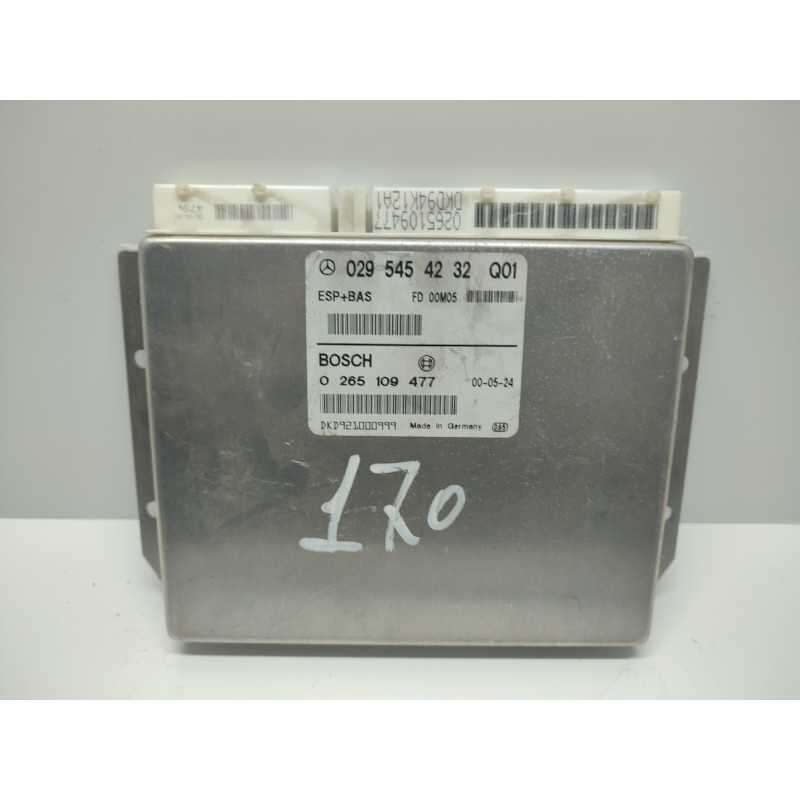 0265109477
DKD94K12A1
029 545 42 32 Q01
ESP+BAS FD 00M05
BOSCH
0 265 109 477 00-05-24
DKD921000999 Made in Germany 265
170